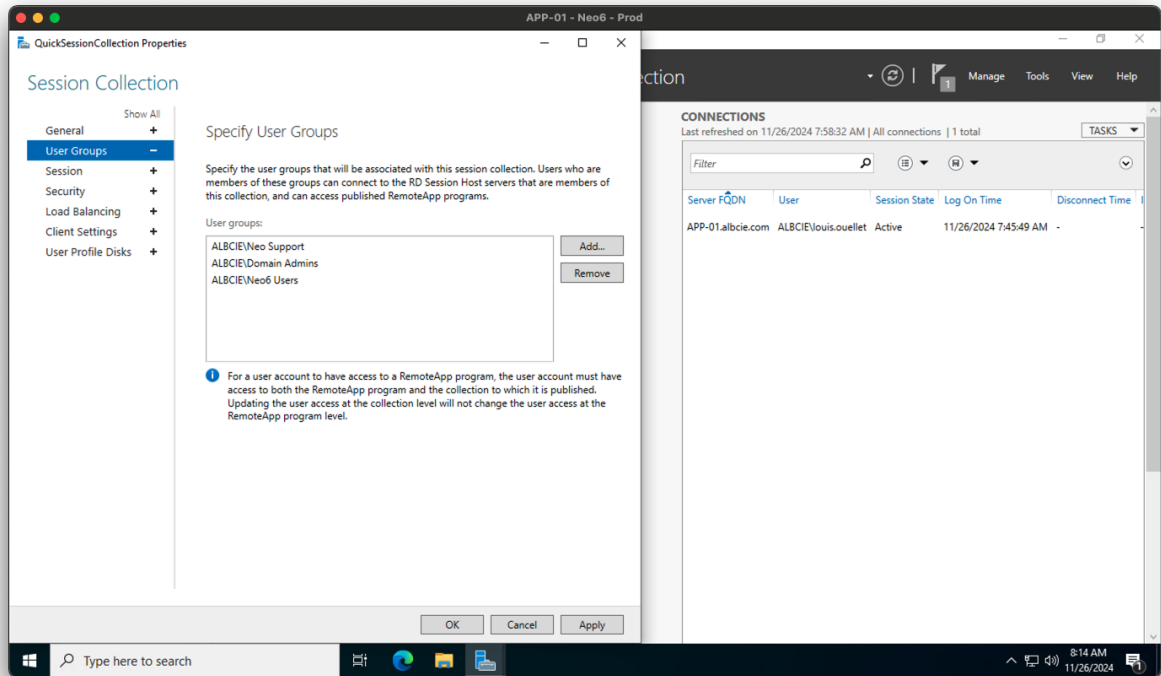 APP-01 - Neo6 - Prod
QuickSessionCollection Properties
Session Collection
Show All
General +
User Groups –
Session +
Security +
Load Balancing +
Client Settings +
User Profile Disks +
Specify User Groups
Specify the user groups that will be associated with this session collection. Users who are
members of these groups can connect to the RD Session Host servers that are members of
this collection, and can access published RemoteApp programs.
User groups:
ALBCIE\Neo Support
ALBCIE\Domain Admins
ALBCIE\Neo6 Users
Add...
Remove
For a user account to have access to a RemoteApp program, the user account must have
access to both the RemoteApp program and the collection to which it is published.
Updating the user access at the collection level will not change the user access at the
RemoteApp program level.
OK Cancel Apply
ection
1
Manage Tools View Help
CONNECTIONS
Last refreshed on 11/26/2024 7:58:32 AM | All connections | 1 total
TASKS
Filter
Server FQDN User Session State Log On Time Disconnect Time I
APP-01.albcie.com ALBCIE\louis.ouellet Active 11/26/2024 7:45:49 AM - -
Type here to search
8:14 AM
11/26/2024
1